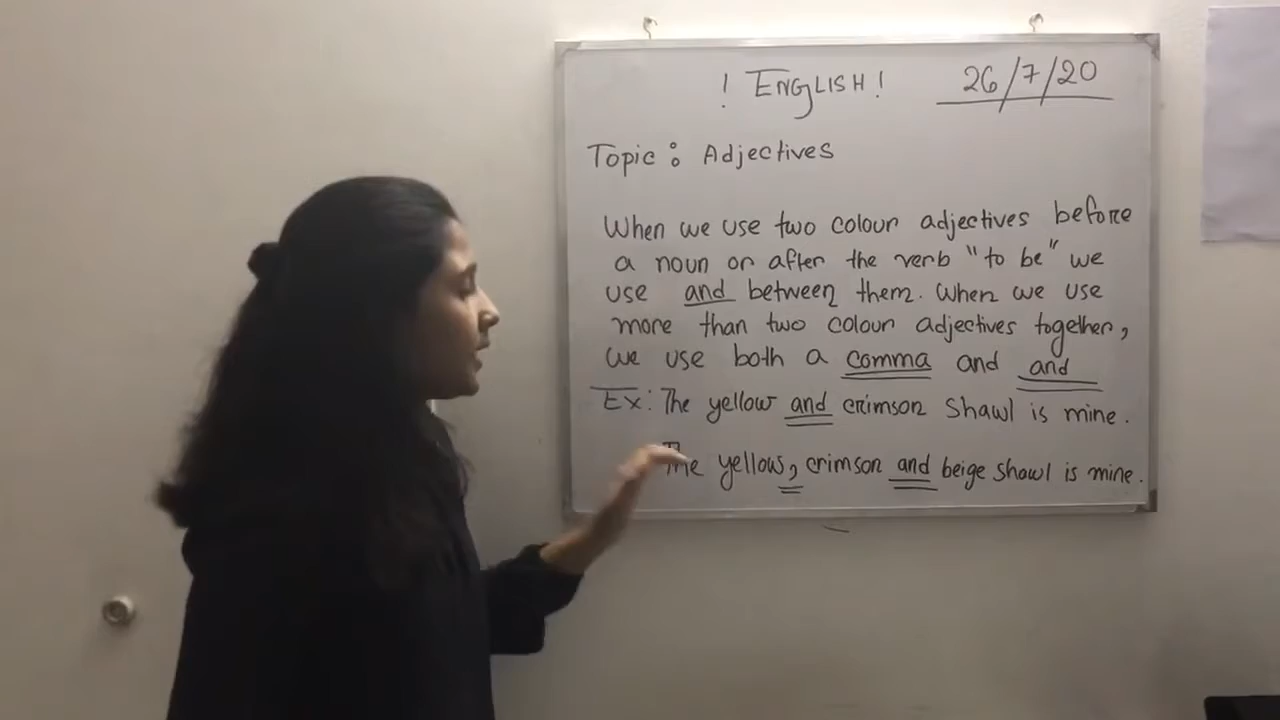 ! ENGLISH ! 26/7/20
Topic : Adjectives
When we use two colour adjectives before
a noun or after the verb "to be" we
use and between them. When we use
more than two colour adjectives together,
we use both a comma and and
Ex: The yellow and crimson Shawl is mine.
The yellow, crimson and beige shawl is mine.